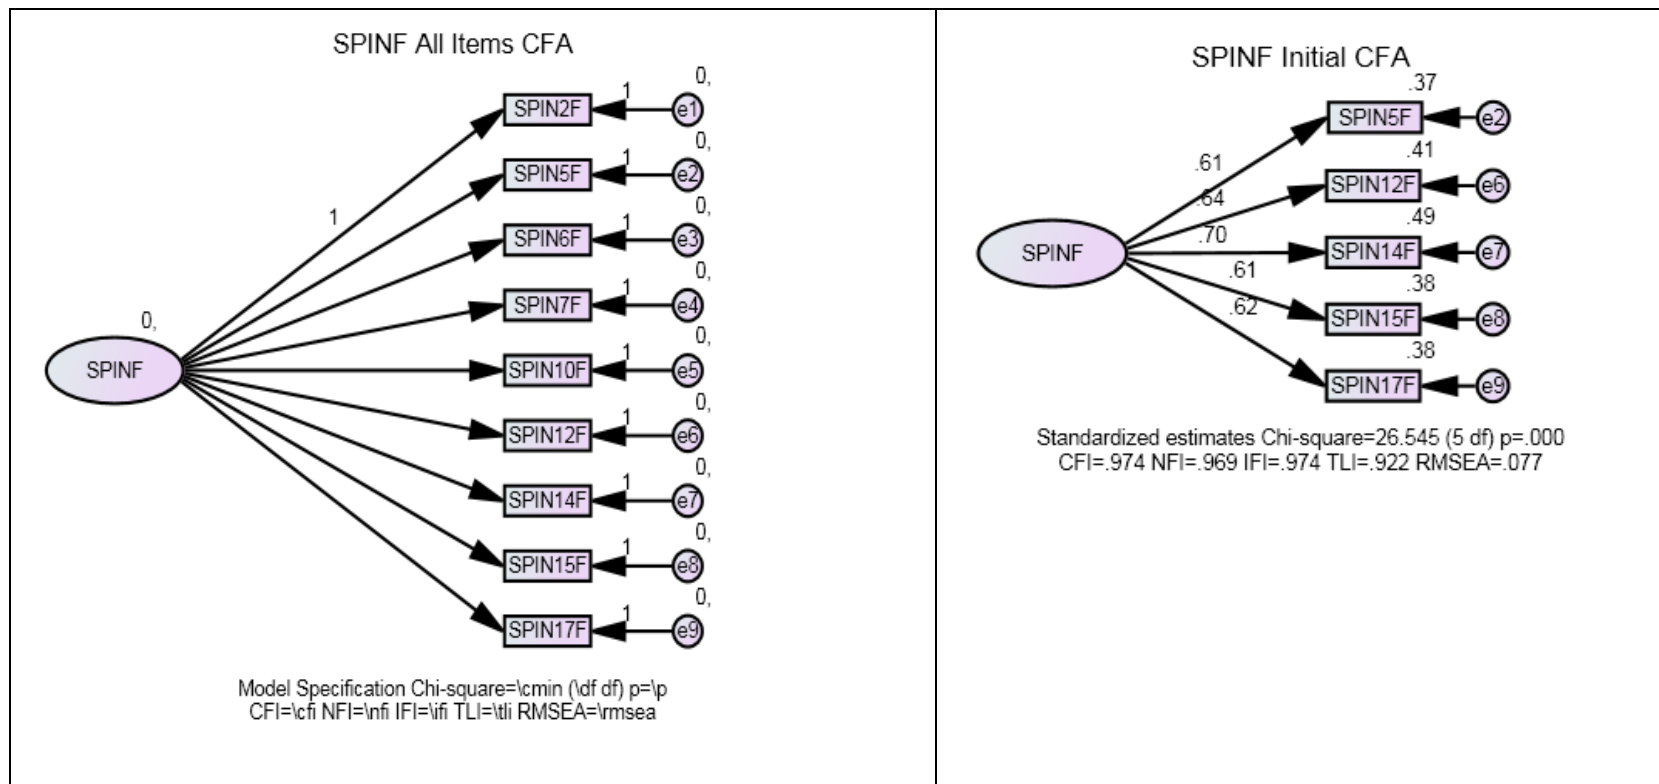 SPINF All Items CFA
0,
1
SPIN2F
e1
0,
1
SPIN5F
e2
0,
1
SPIN6F
e3
0,
1
SPIN7F
e4
0,
1
SPIN10F
e5
0,
1
SPIN12F
e6
0,
1
SPIN14F
e7
0,
1
SPIN15F
e8
0,
1
SPIN17F
e9
1
0,
SPINF
Model Specification Chi-square=\cmin (\df df) p=\p
CFI=\cfi NFI=\nfi IFI=\ifi TLI=\tli RMSEA=\rmsea
SPINF Initial CFA
.37
SPIN5F
e2
.41
SPIN12F
e6
.49
SPIN14F
e7
.38
SPIN15F
e8
.38
SPIN17F
e9
.61
.64
.70
.61
.62
SPINF
Standardized estimates Chi-square=26.545 (5 df) p=.000
CFI=.974 NFI=.969 IFI=.974 TLI=.922 RMSEA=.077